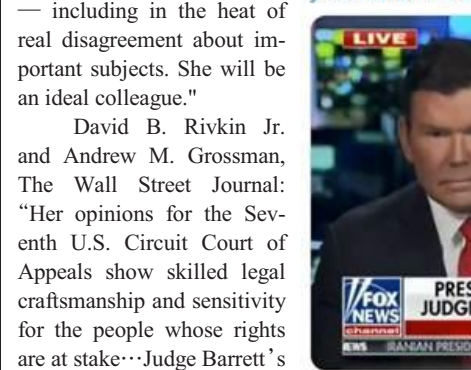 — including in the heat of
real disagreement about im-
portant subjects. She will be
an ideal colleague."
David B. Rivkin Jr.
and Andrew M. Grossman,
The Wall Street Journal:
“Her opinions for the Sev-
enth U.S. Circuit Court of
Appeals show skilled legal
craftsmanship and sensitivity
for the people whose rights
are at stake⋯Judge Barrett’s
LIVE
FOX
NEWS
channel
PRES
JUDGE
EWS
IRANIAN PRESID